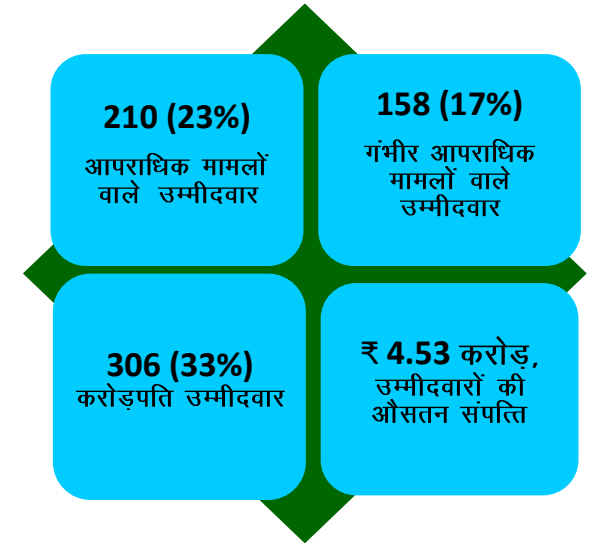 210 (23%)
आपराधिक मामलों
वाले उम्मीदवार
158 (17%)
गंभीर आपराधिक
मामलों वाले
उम्मीदवार
306 (33%)
करोड़पति उम्मीदवार
₹ 4.53 करोड़,
उम्मीदवारों की
औसतन संपत्ति